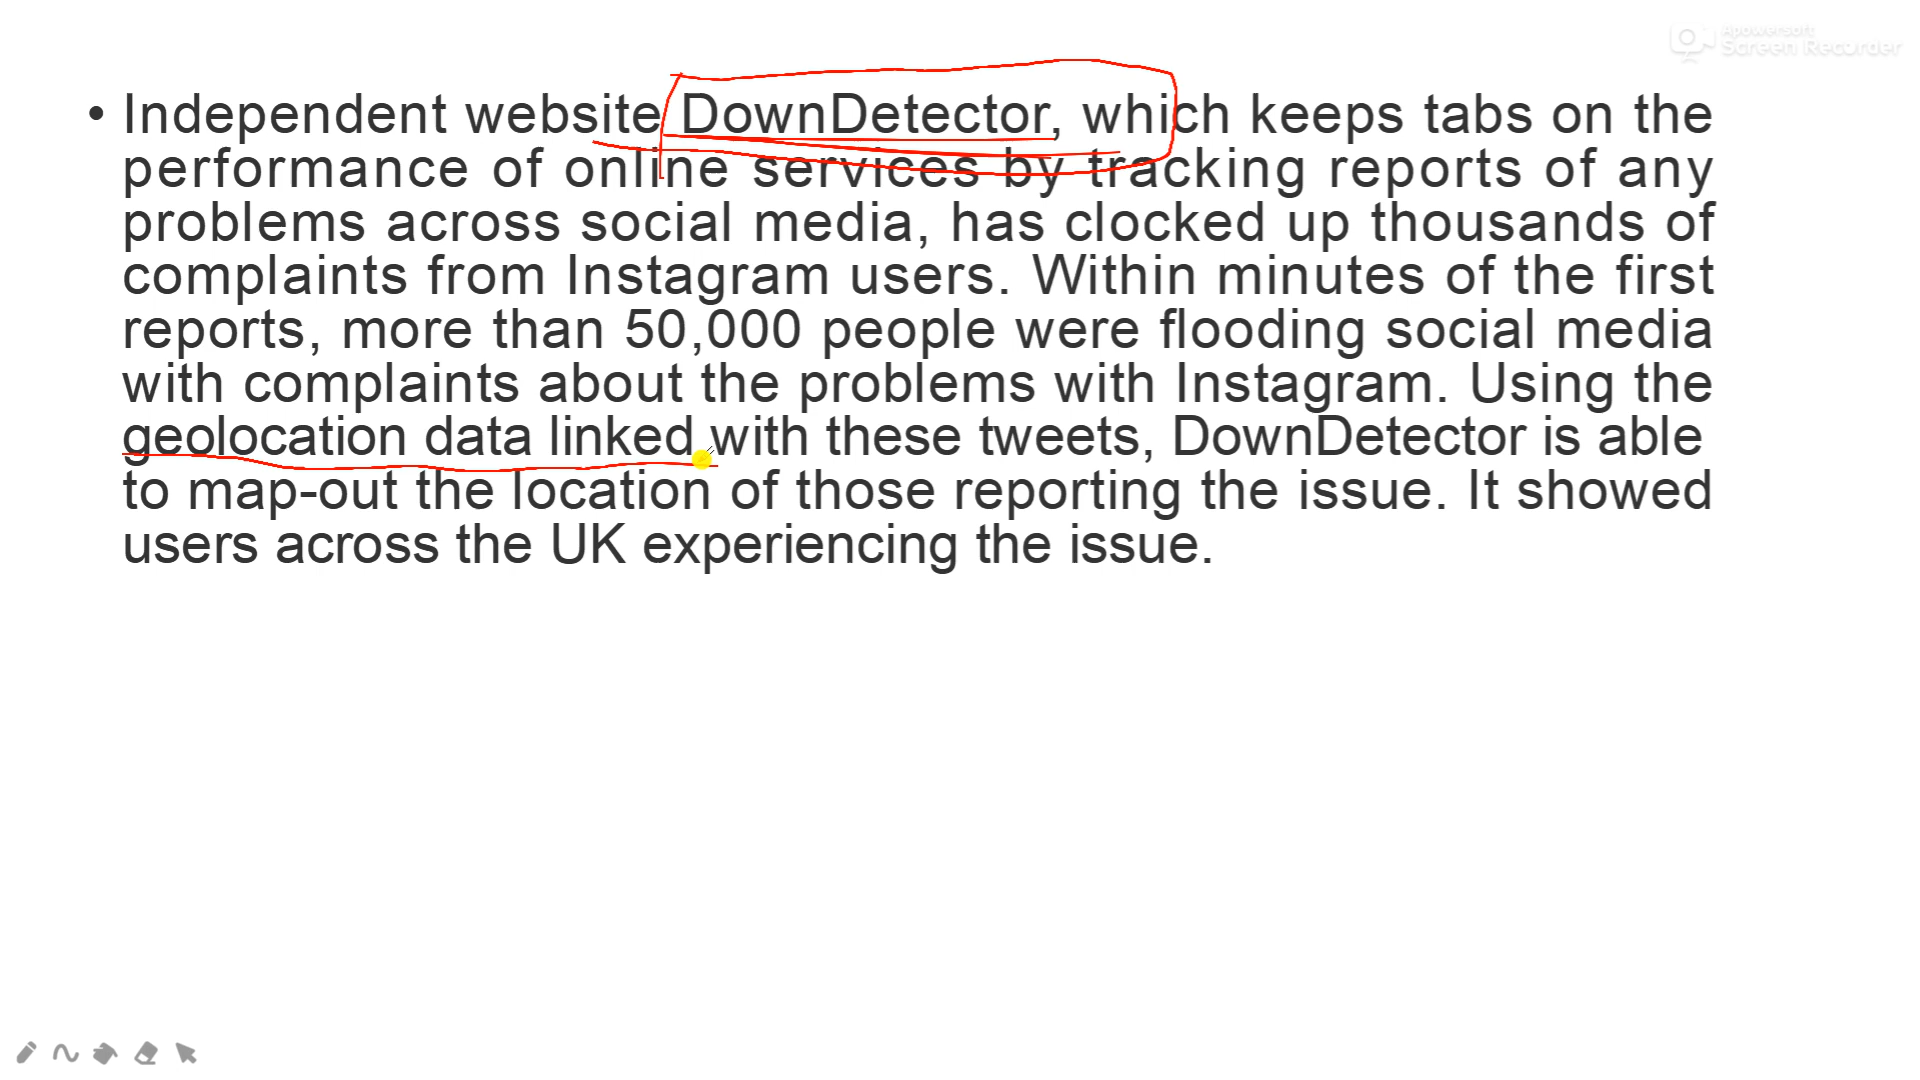 Apowersoft
Screen Recorder
• Independent website DownDetector, which keeps tabs on the
performance of online services by tracking reports of any
problems across social media, has clocked up thousands of
complaints from Instagram users. Within minutes of the first
reports, more than 50,000 people were flooding social media
with complaints about the problems with Instagram. Using the
geolocation data linked with these tweets, DownDetector is able
to map-out the location of those reporting the issue. It showed
users across the UK experiencing the issue.